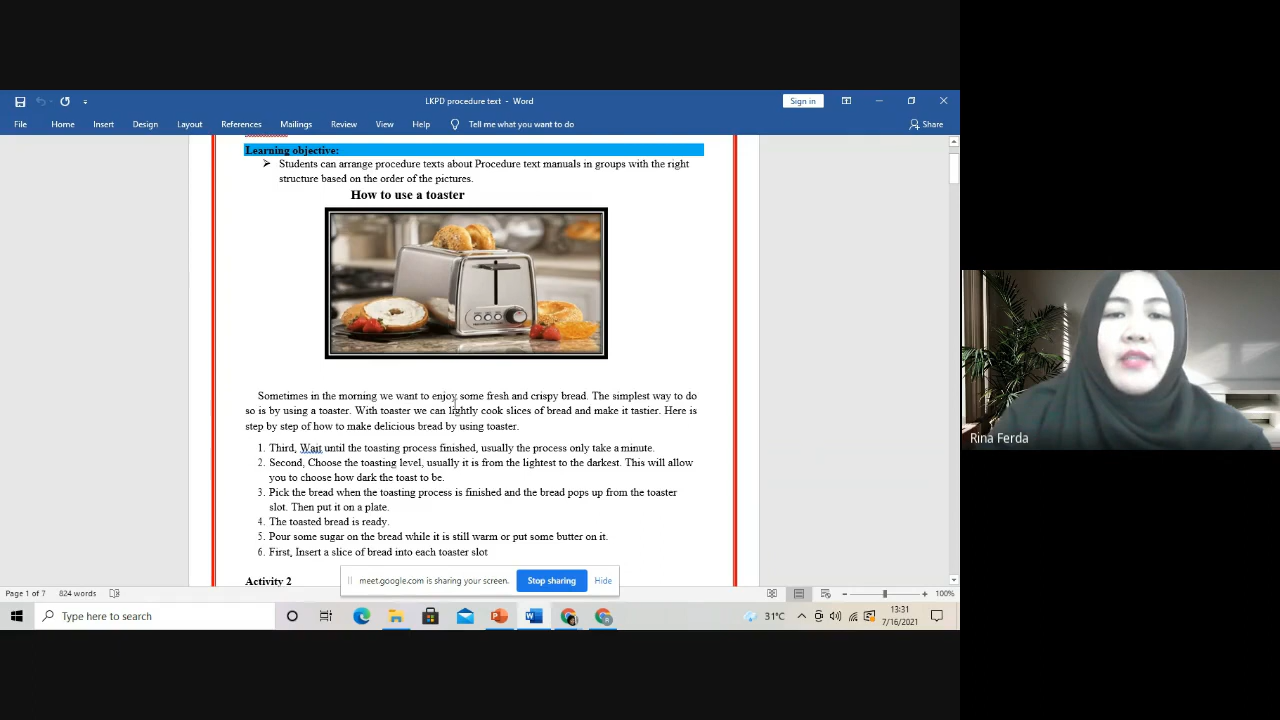 LKPD procedure text - Word
Sign in
File Home Insert Design Layout References Mailings Review View Help Tell me what you want to do Share
Learning objective:
Students can arrange procedure texts about Procedure text manuals in groups with the right
structure based on the order of the pictures.
How to use a toaster
Sometimes in the morning we want to enjoy some fresh and crispy bread. The simplest way to do
so is by using a toaster. With toaster we can lightly cook slices of bread and make it tastier. Here is
step by step of how to make delicious bread by using toaster.
1. Third, Wait until the toasting process finished, usually the process only take a minute.
2. Second, Choose the toasting level, usually it is from the lightest to the darkest. This will allow
you to choose how dark the toast to be.
3. Pick the bread when the toasting process is finished and the bread pops up from the toaster
slot. Then put it on a plate.
4. The toasted bread is ready.
5. Pour some sugar on the bread while it is still warm or put some butter on it.
6. First, Insert a slice of bread into each toaster slot
Activity 2
meet.google.com is sharing your screen. Stop sharing Hide
Page 1 of 7 824 words 100%
Type here to search 31°C 13:31
7/16/2021
Rina Ferda